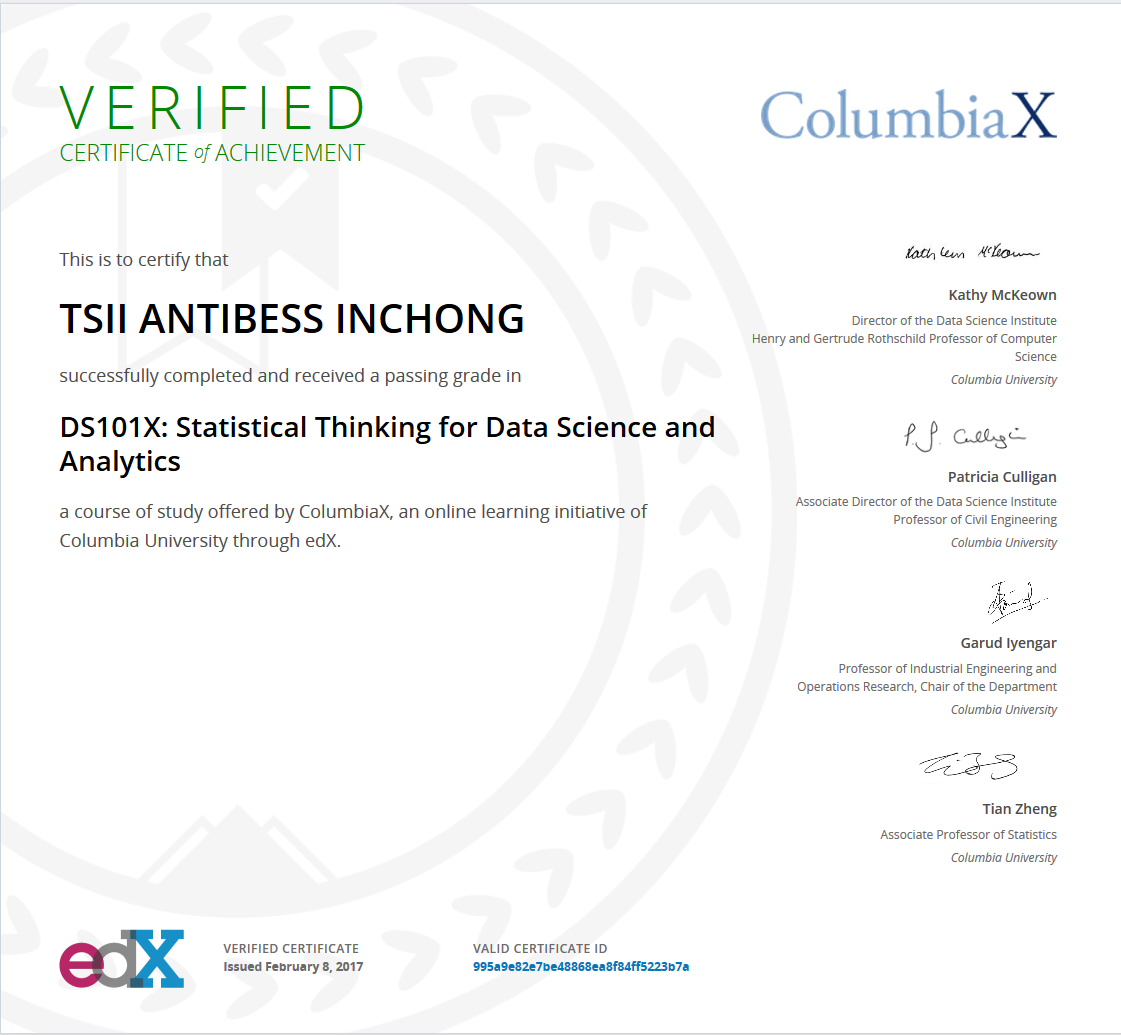 VERIFIED
CERTIFICATE of ACHIEVEMENT
ColumbiaX
This is to certify that
TSII ANTIBESS INCHONG
successfully completed and received a passing grade in
DS101X: Statistical Thinking for Data Science and
Analytics
a course of study offered by ColumbiaX, an online learning initiative of
Columbia University through edX.
Kathleen McKeown
Kathy McKeown
Director of the Data Science Institute
Henry and Gertrude Rothschild Professor of Computer
Science
Columbia University
P. J. Culligan
Patricia Culligan
Associate Director of the Data Science Institute
Professor of Civil Engineering
Columbia University
Garud Iyengar
Professor of Industrial Engineering and
Operations Research, Chair of the Department
Columbia University
Tian Zheng
Associate Professor of Statistics
Columbia University
edX
VERIFIED CERTIFICATE
Issued February 8, 2017
VALID CERTIFICATE ID
995a9e82e7be48868ea8f84ff5223b7a